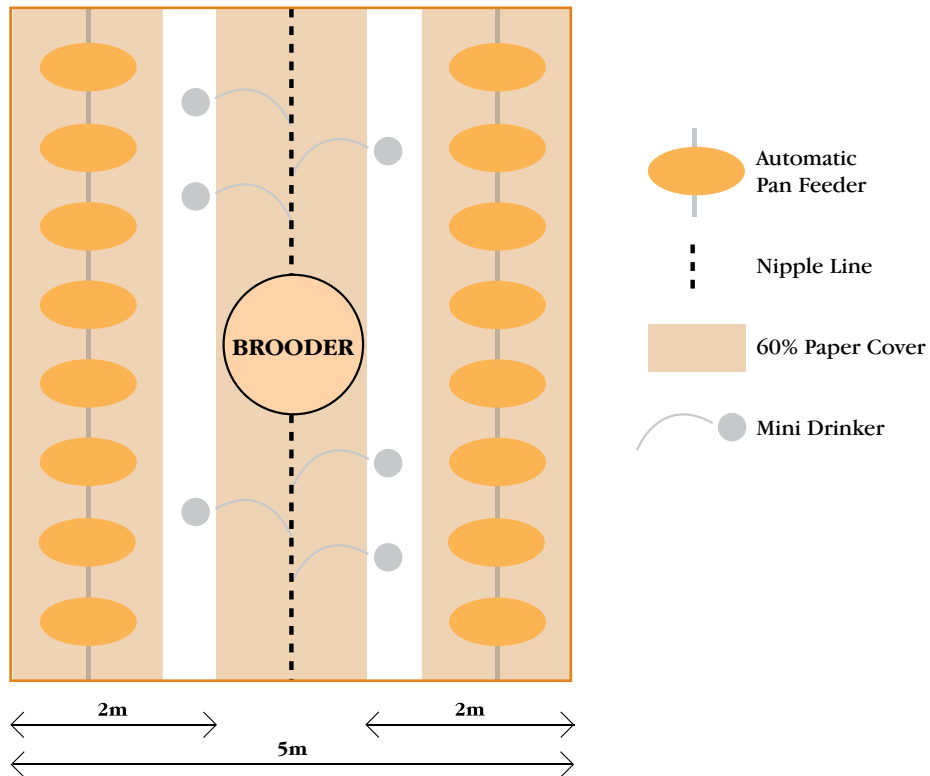 BROODER
Automatic
Pan Feeder
Nipple Line
60% Paper Cover
Mini Drinker
2m
2m
5m